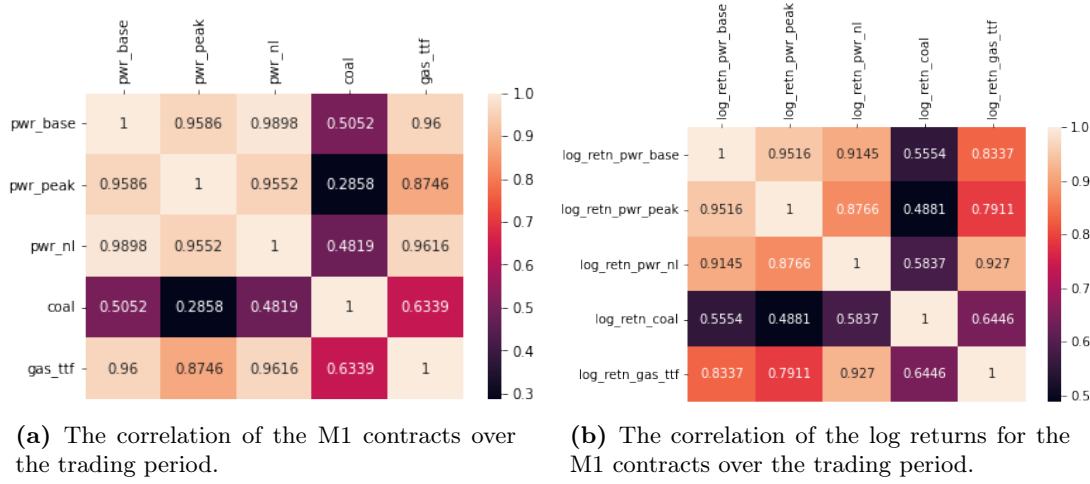 pwr_base pwr_peak pwr_nl coal gas_ttf
pwr_base 1 0.9586 0.9898 0.5052 0.96
pwr_peak 0.9586 1 0.9552 0.2858 0.8746
pwr_nl 0.9898 0.9552 1 0.4819 0.9616
coal 0.5052 0.2858 0.4819 1 0.6339
gas_ttf 0.96 0.8746 0.9616 0.6339 1
1.0
0.9
0.8
0.7
0.6
0.5
0.4
0.3
(a) The correlation of the M1 contracts over
the trading period.
log_retn_pwr_base log_retn_pwr_peak log_retn_pwr_nl log_retn_coal log_retn_gas_ttf
log_retn_pwr_base 1 0.9516 0.9145 0.5554 0.8337
log_retn_pwr_peak 0.9516 1 0.8766 0.4881 0.7911
log_retn_pwr_nl 0.9145 0.8766 1 0.5837 0.927
log_retn_coal 0.5554 0.4881 0.5837 1 0.6446
log_retn_gas_ttf 0.8337 0.7911 0.927 0.6446 1
1.0
0.9
0.8
0.7
0.6
0.5
(b) The correlation of the log returns for the
M1 contracts over the trading period.